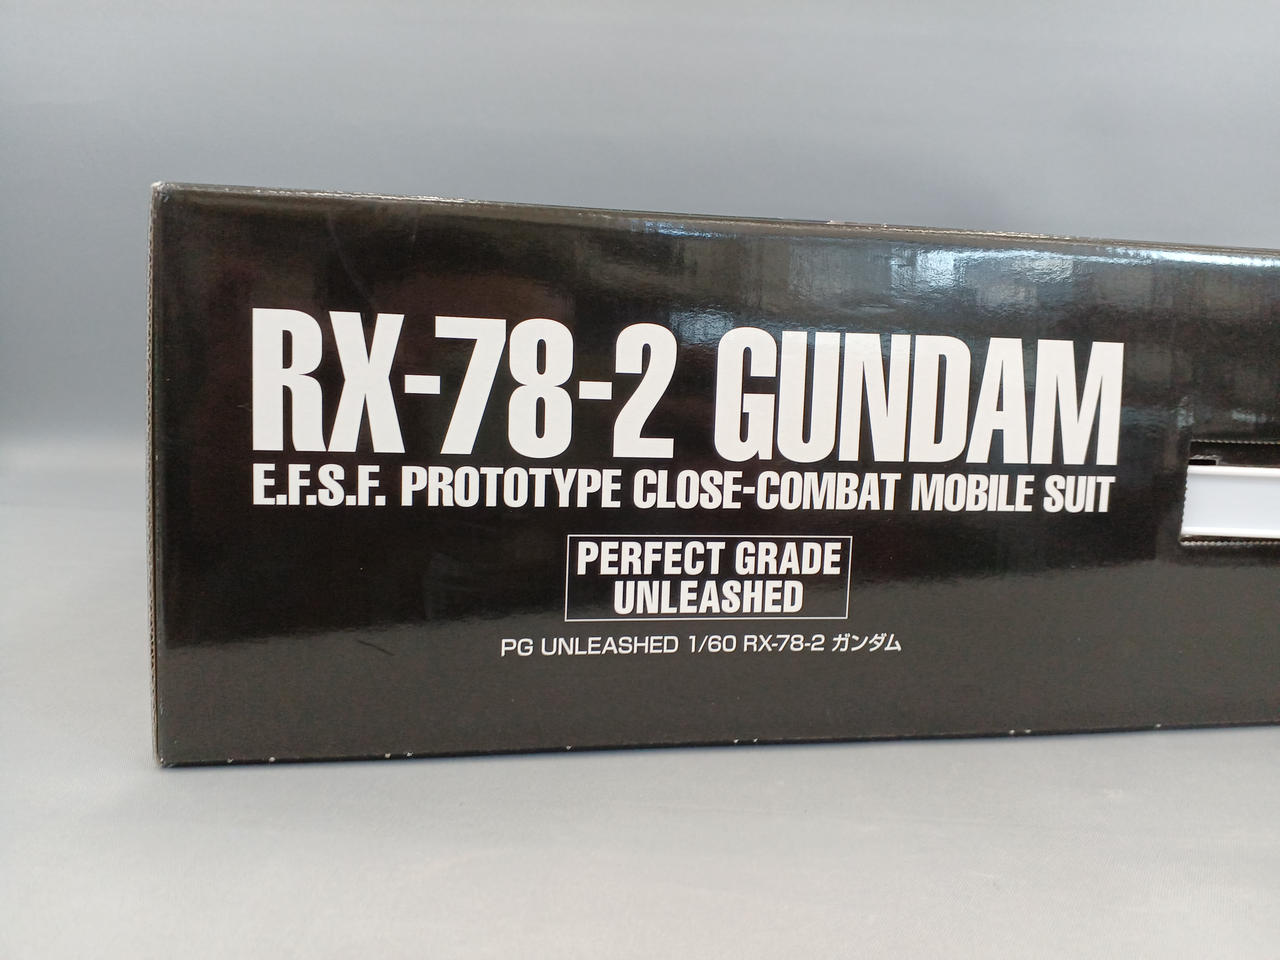 RX-78-2 GUNDAM
E.F.S.F. PROTOTYPE CLOSE-COMBAT MOBILE SUIT
PERFECT GRADE
UNLEASHED
PG UNLEASHED 1/60 RX-78-2 ガンダム